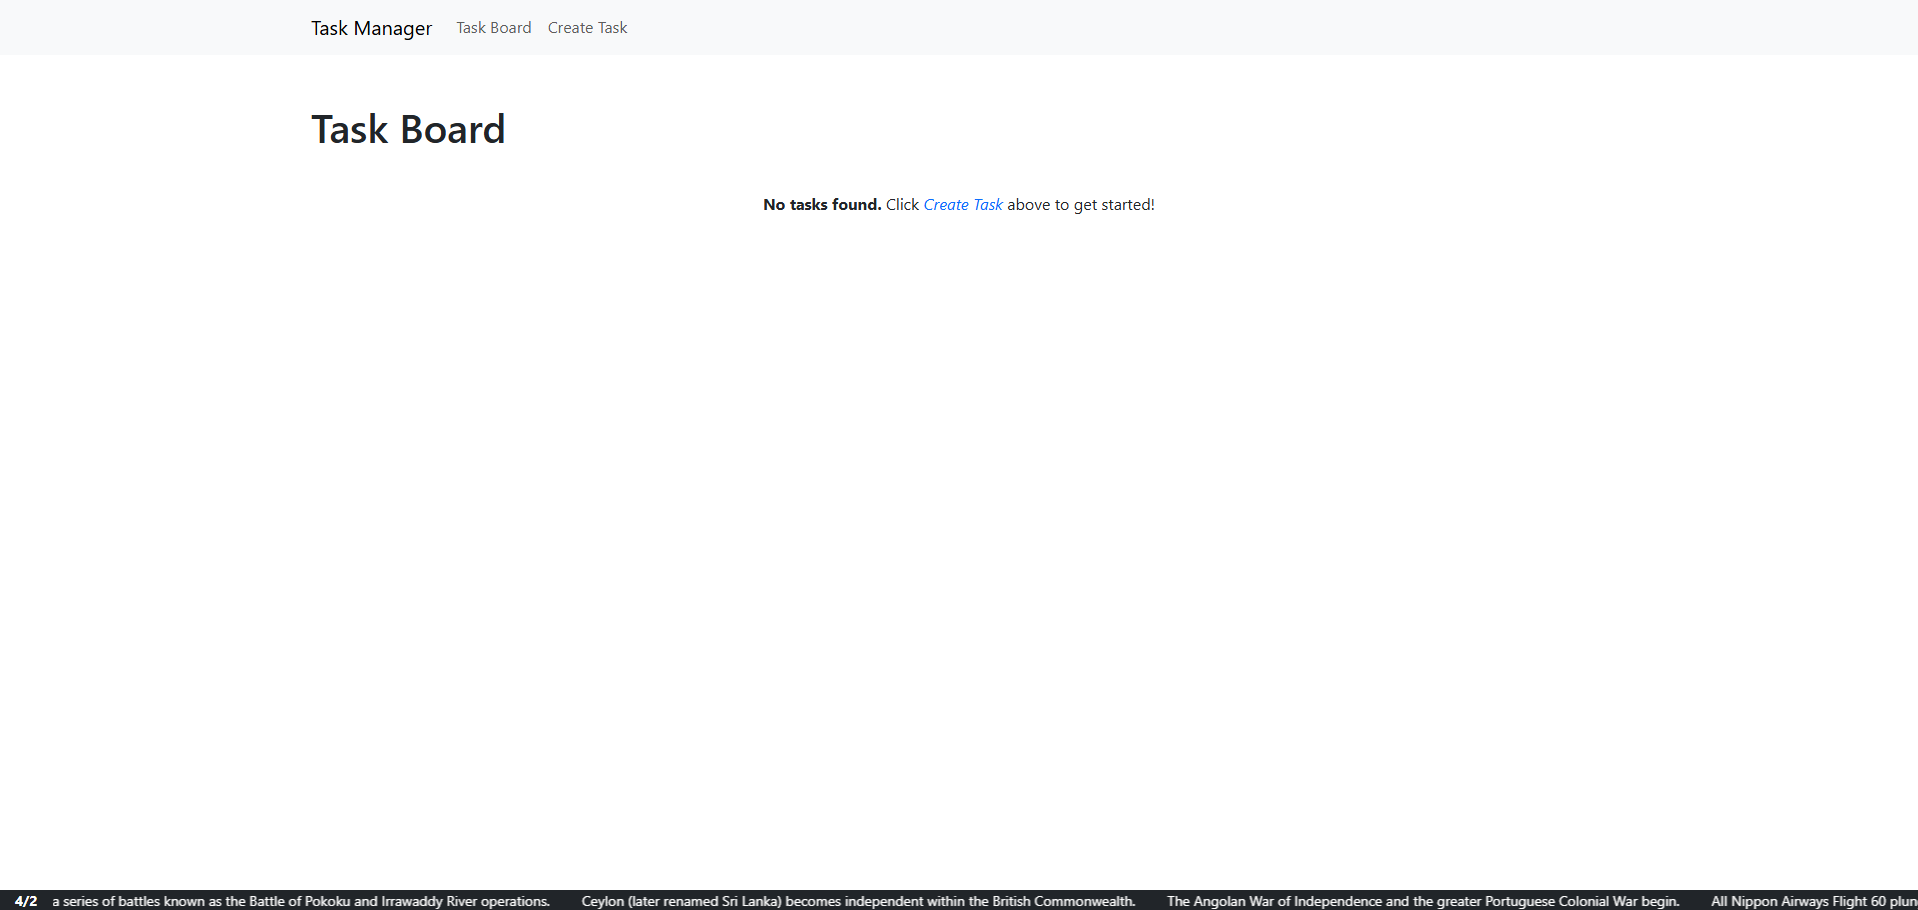 Task Manager Task Board Create Task
Task Board
No tasks found. Click Create Task above to get started!
4/2 a series of battles known as the Battle of Pokoku and Irrawaddy River operations. Ceylon (later renamed Sri Lanka) becomes independent within the British Commonwealth. The Angolan War of Independence and the greater Portuguese Colonial War begin. All Nippon Airways Flight 60 plun